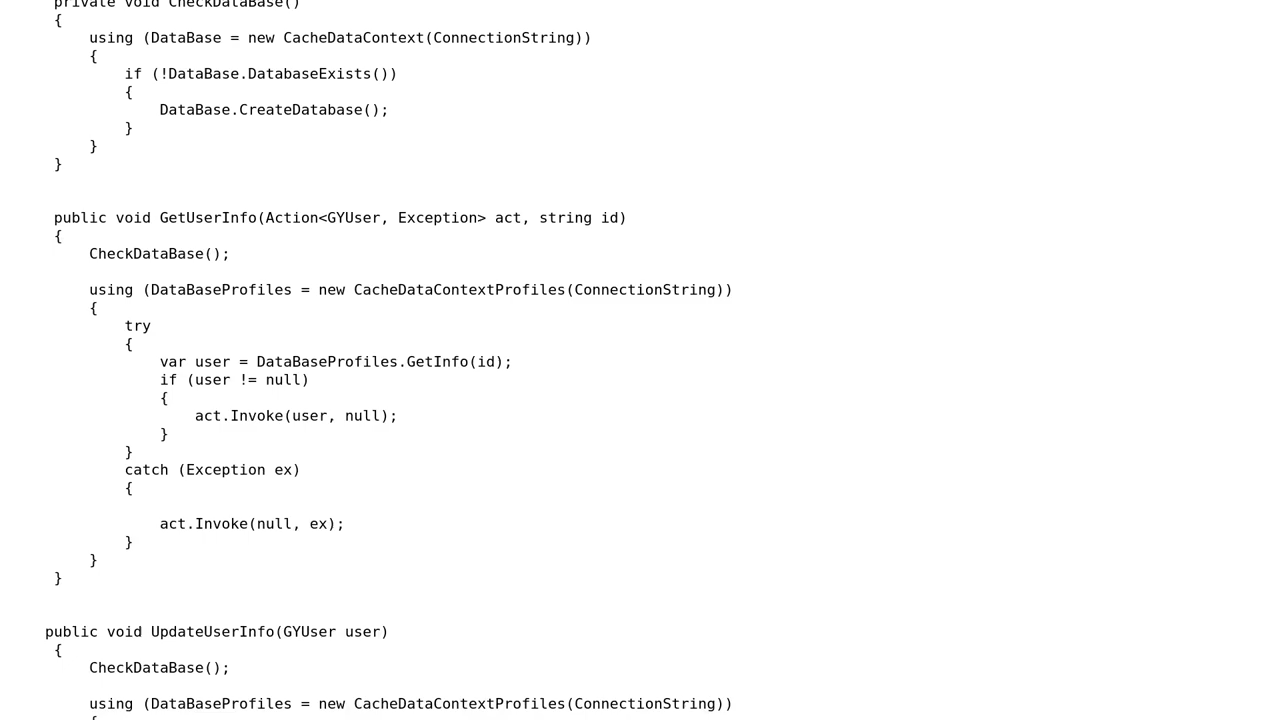 private void CheckDataBase()
{
using (DataBase = new CacheDataContext(ConnectionString))
{
if (!DataBase.DatabaseExists())
{
DataBase.CreateDatabase();
}
}
}
public void GetUserInfo(Action<GYUser, Exception> act, string id)
{
CheckDataBase();
using (DataBaseProfiles = new CacheDataContextProfiles(ConnectionString))
{
try
{
var user = DataBaseProfiles.GetInfo(id);
if (user != null)
{
act.Invoke(user, null);
}
}
catch (Exception ex)
{
act.Invoke(null, ex);
}
}
}
public void UpdateUserInfo(GYUser user)
{
CheckDataBase();
using (DataBaseProfiles = new CacheDataContextProfiles(ConnectionString))
{